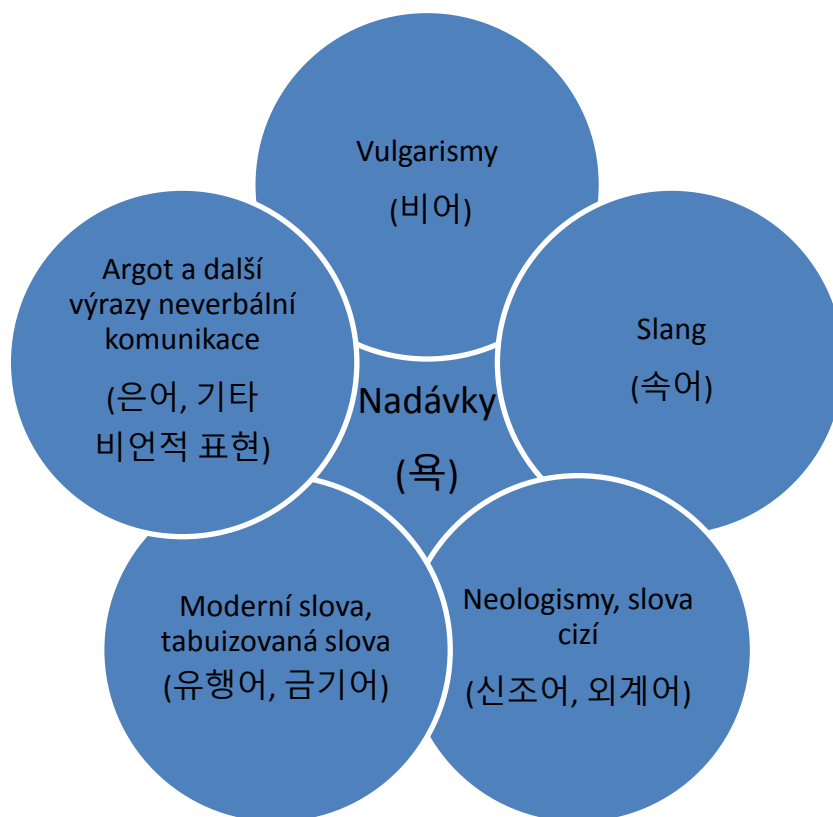 Vulgarismy
(비어)
Argot a další
výrazy neverbální
komunikace
(은어, 기타
비언적 표현)
Slang
(속어)
Nadávky
(욕)
Moderní slova,
tabuizovaná slova
(유행어, 금기어)
Neologismy, slova
cizí
(신조어, 외계어)